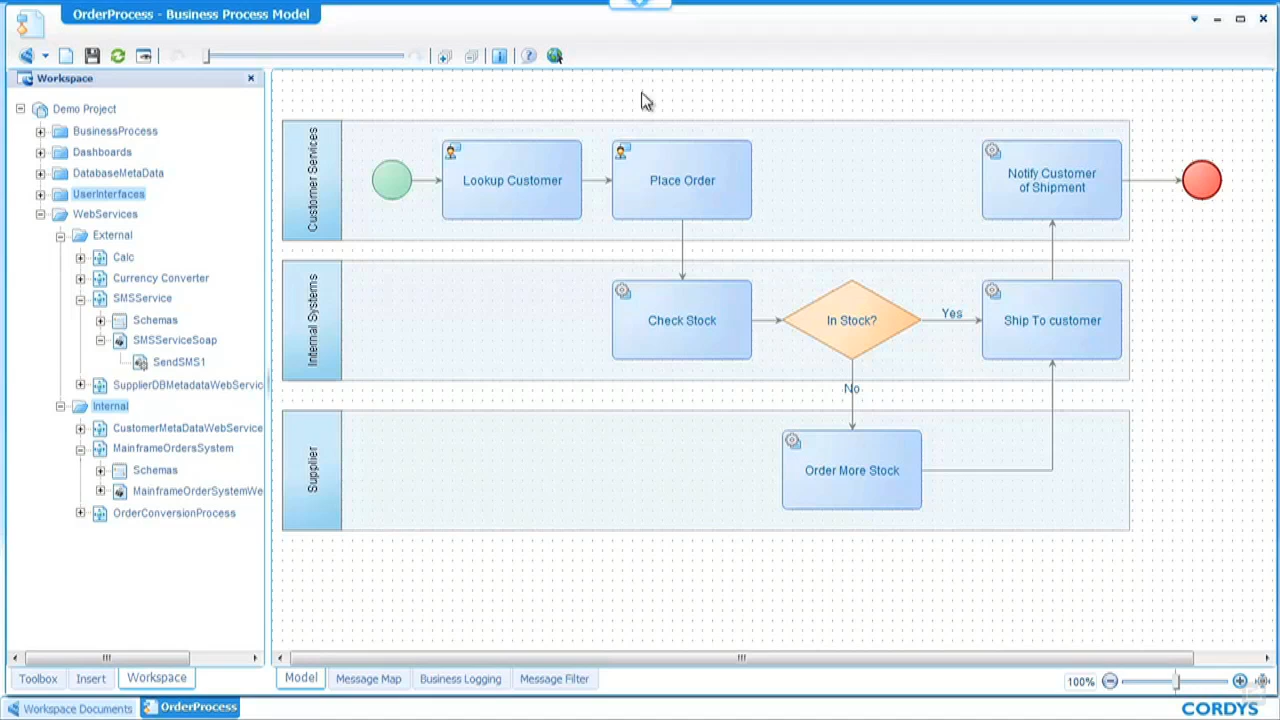 OrderProcess - Business Process Model
Workspace
Demo Project
BusinessProcess
Dashboards
DatabaseMetaData
UserInterfaces
WebServices
External
Calc
Currency Converter
SMSService
Schemas
SMSServiceSoap
SendSMS1
SupplierDBMetadataWebServic
Internal
CustomerMetaDataWebService
MainframeOrdersSystem
Schemas
MainframeOrderSystemWe
OrderConversionProcess
Toolbox
Insert
Workspace
Customer Services
Lookup Customer
Place Order
Notify Customer
of Shipment
Internal Systems
Check Stock
In Stock?
Yes
Ship To customer
No
Supplier
Order More Stock
Model
Message Map
Business Logging
Message Filter
100%
Workspace Documents
OrderProcess
CORDYS